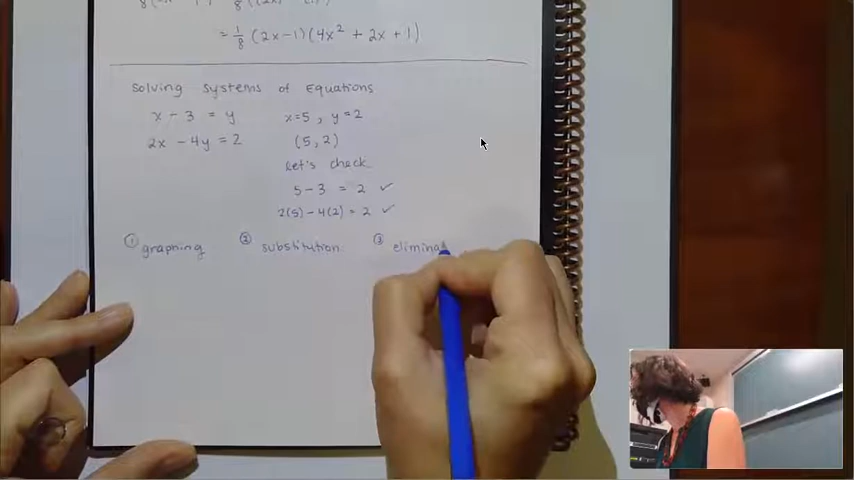 = 1/8 (2x-1)(4x² + 2x + 1)
Solving systems of Equations
x - 3 = y
x=5, y=2
2x - 4y = 2
(5, 2)
Let's check
5 - 3 = 2 ✓
2(5) - 4(2) = 2 ✓
① graphing ② substitution ③ eliminat